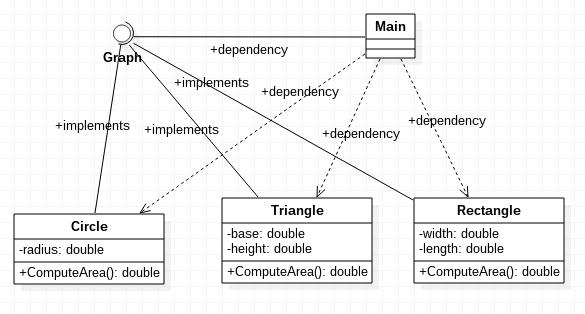 Main
Graph
+dependency
+implements
+dependency
+implements
+implements
+dependency
+dependency
Circle
-radius: double
+ComputeArea(): double
Triangle
-base: double
-height: double
+ComputeArea(): double
Rectangle
-width: double
-length: double
+ComputeArea(): double